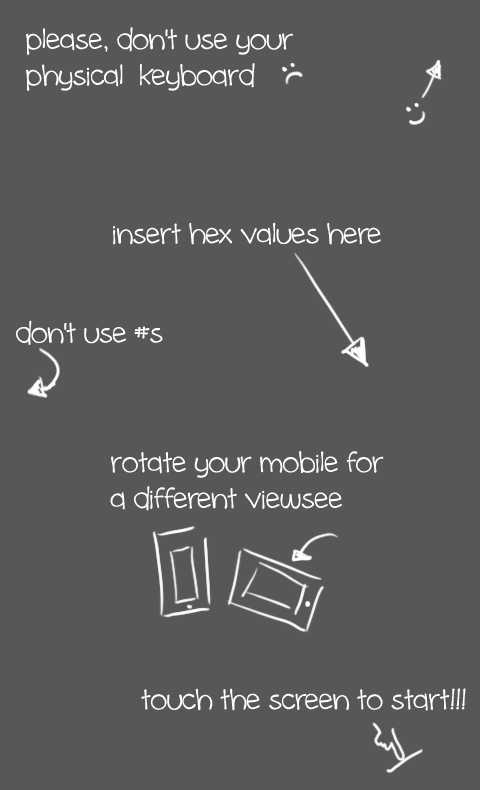 please, don't use your
physical keyboard
insert hex values here
don't use #s
rotate your mobile for
a different viewsee
touch the screen to start!!!